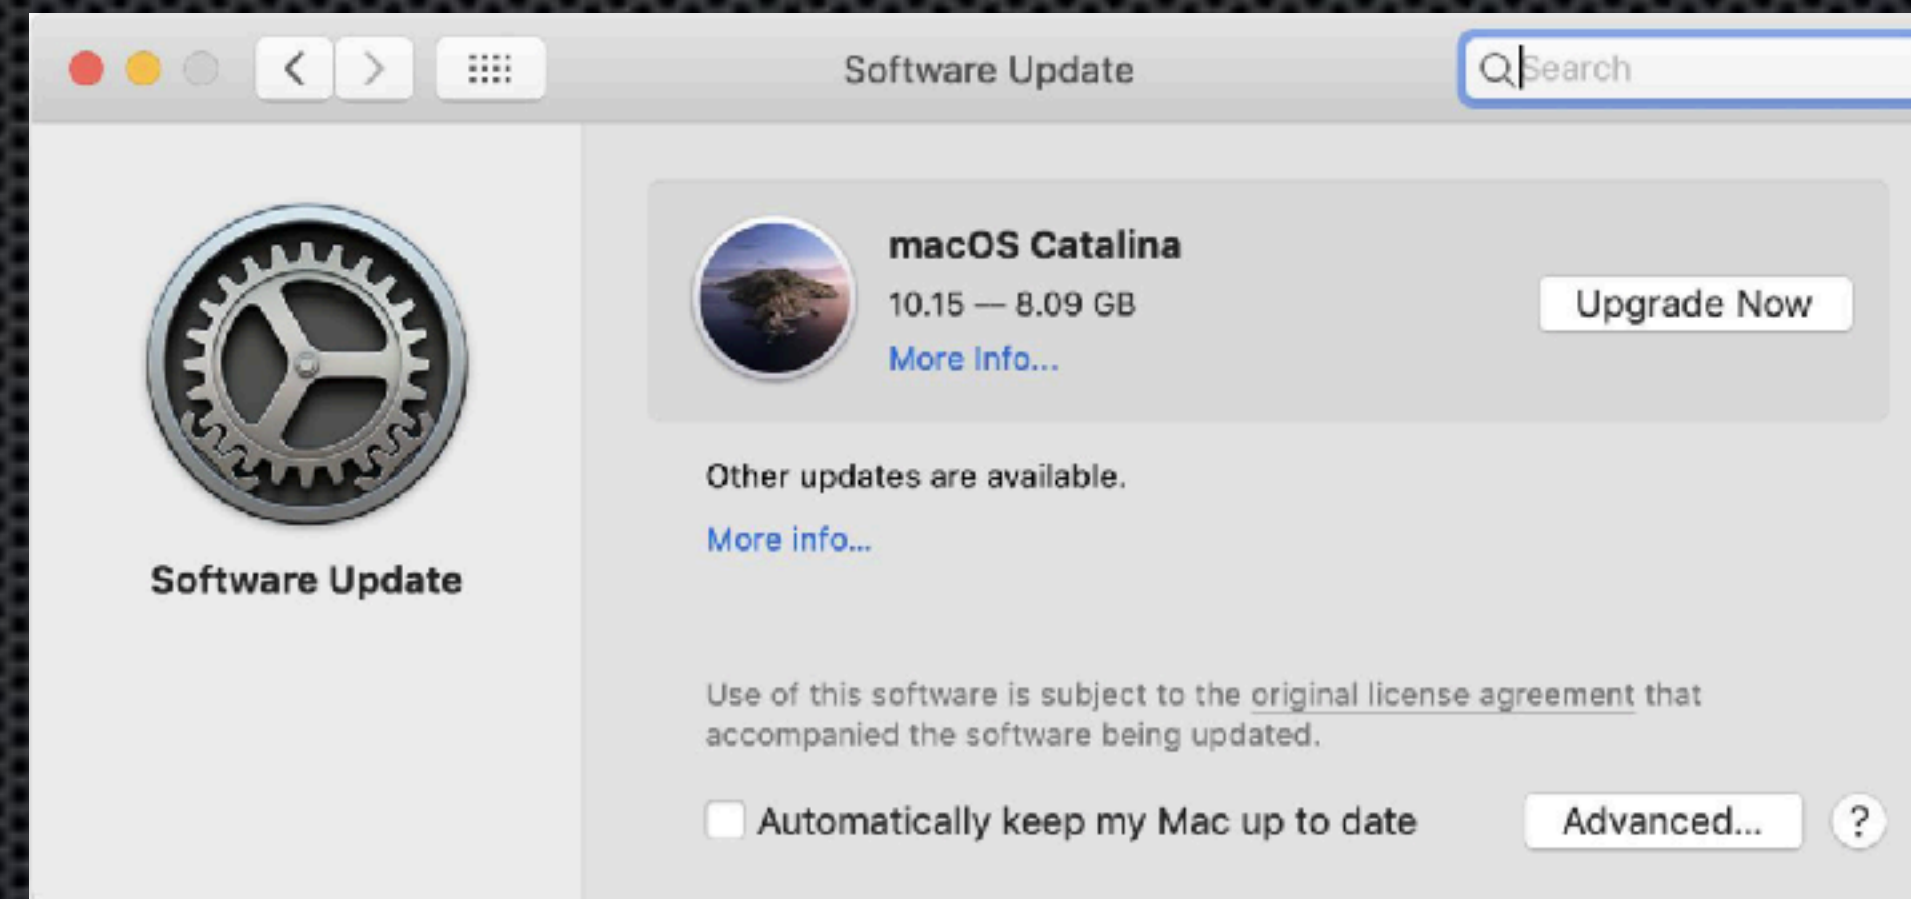 Software Update
Search
macOS Catalina
10.15 — 8.09 GB
More Info...
Upgrade Now
Other updates are available.
More info...
Software Update
Use of this software is subject to the original license agreement that
accompanied the software being updated.
Automatically keep my Mac up to date
Advanced...
?